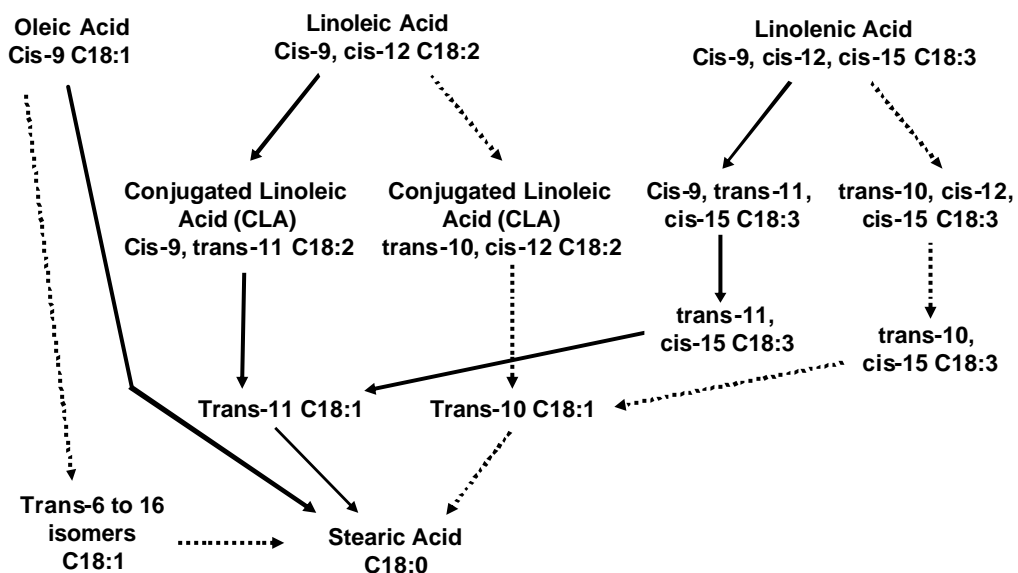 Oleic Acid
Cis-9 C18:1
Linoleic Acid
Cis-9, cis-12 C18:2
Linolenic Acid
Cis-9, cis-12, cis-15 C18:3
Conjugated Linoleic
Acid (CLA)
Cis-9, trans-11 C18:2
Conjugated Linoleic
Acid (CLA)
trans-10, cis-12 C18:2
Cis-9, trans-11,
cis-15 C18:3
trans-10, cis-12,
cis-15 C18:3
trans-11,
cis-15 C18:3
trans-10,
cis-15 C18:3
Trans-11 C18:1
Trans-10 C18:1
Trans-6 to 16
isomers
C18:1
Stearic Acid
C18:0